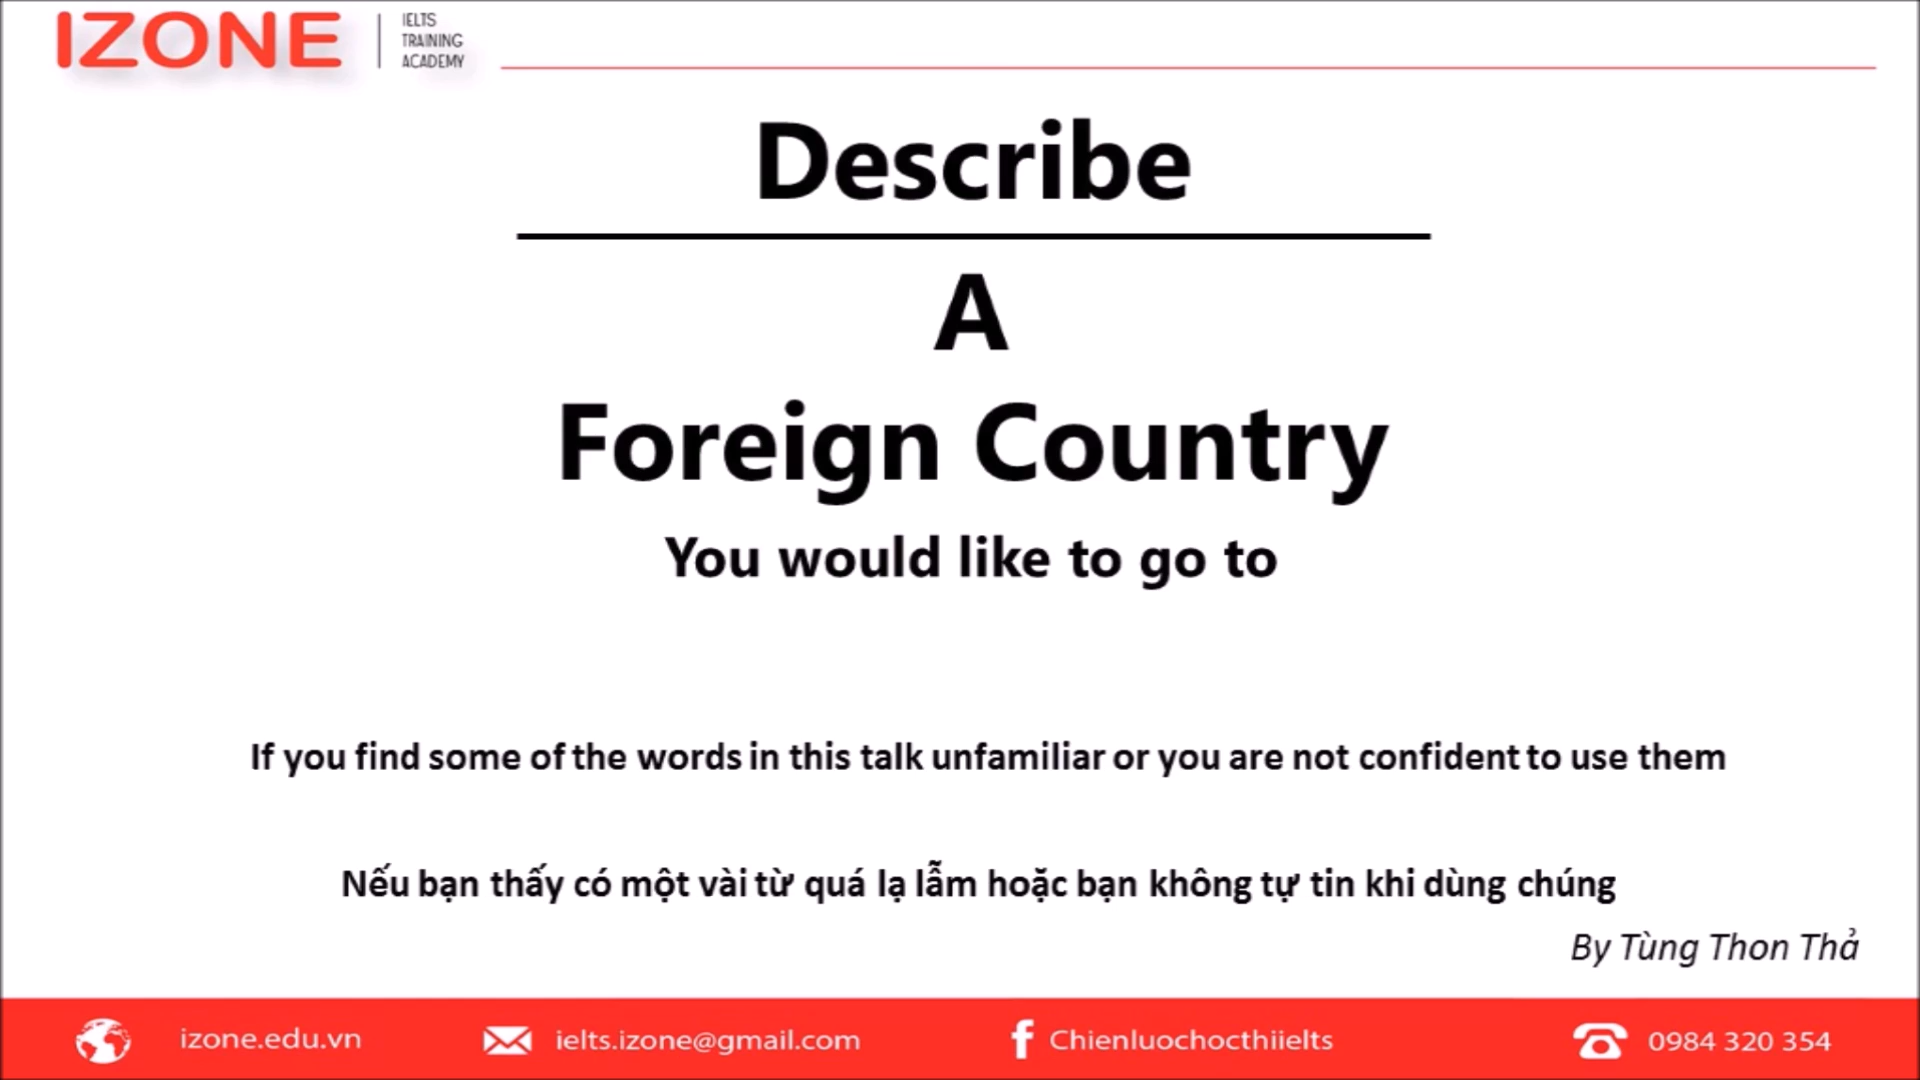 IZONE
IELTS
TRAINING
ACADEMY
Describe
A
Foreign Country
You would like to go to
If you find some of the words in this talk unfamiliar or you are not confident to use them
Nếu bạn thấy có một vài từ quá lạ lẫm hoặc bạn không tự tin khi dùng chúng
By Tùng Thon Thả
izone.edu.vn
ielts.izone@gmail.com
Chienluochocthiielts
0984 320 354